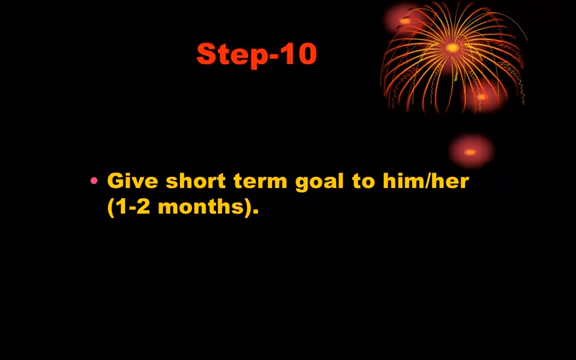 Step-10
• Give short term goal to him/her
(1-2 months).